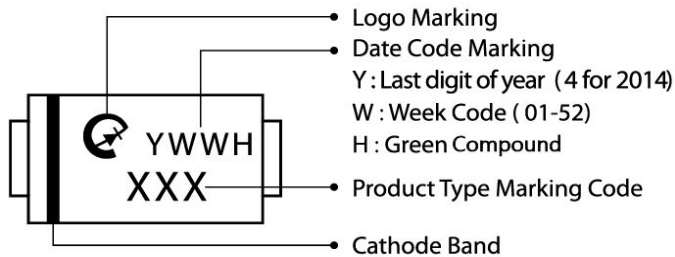 Logo Marking
Date Code Marking
Y : Last digit of year ( 4 for 2014)
W : Week Code ( 01-52)
H : Green Compound
YWWH
XXX
Product Type Marking Code
Cathode Band